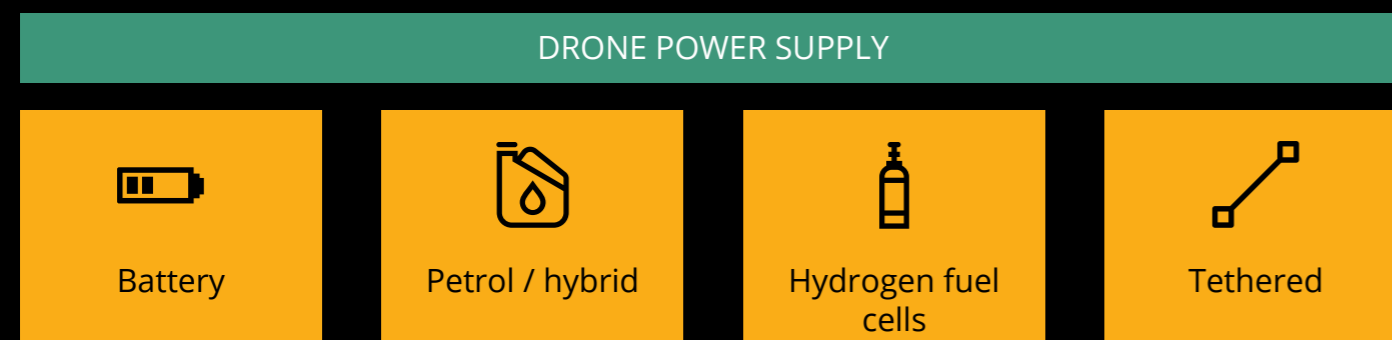 DRONE POWER SUPPLY
Battery
Petrol / hybrid
Hydrogen fuel
cells
Tethered